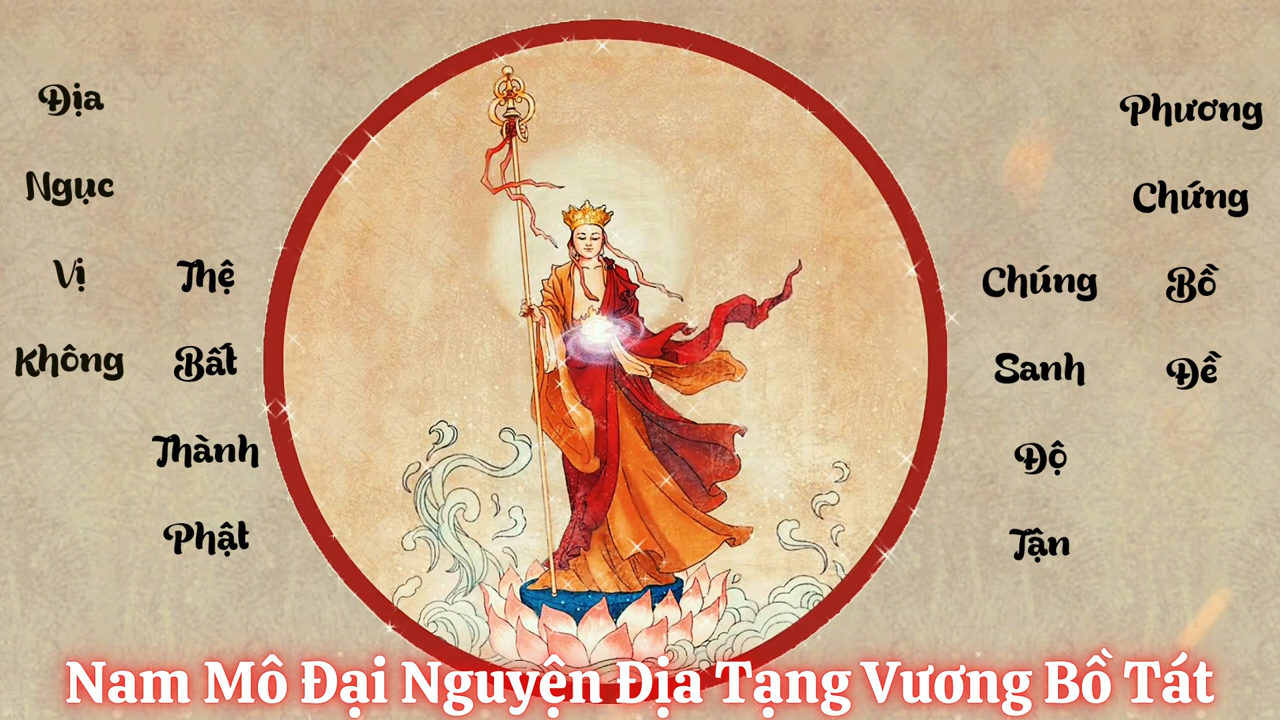 Địa
Ngục
Vị
Không
Thệ
Bất
Thành
Phật
Chúng
Sanh
Độ
Tận
Phương
Chứng
Bồ
Đề
Nam Mô Đại Nguyện Địa Tạng Vương Bồ Tát